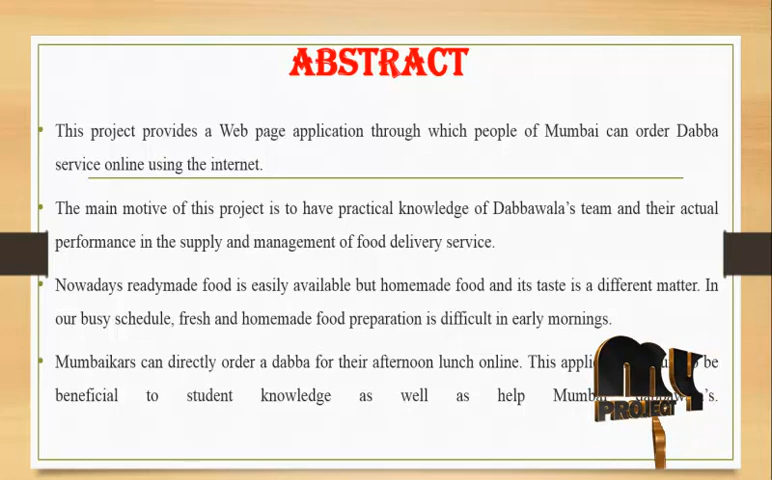 ABSTRACT
• This project provides a Web page application through which people of Mumbai can order Dabba
service online using the internet.
• The main motive of this project is to have practical knowledge of Dabbawala's team and their actual
performance in the supply and management of food delivery service.
• Nowadays readymade food is easily available but homemade food and its taste is a different matter. In
our busy schedule, fresh and homemade food preparation is difficult in early mornings.
• Mumbaikars can directly order a dabba for their afternoon lunch online. This be
beneficial to student knowledge as well as help
MY
PROJECT